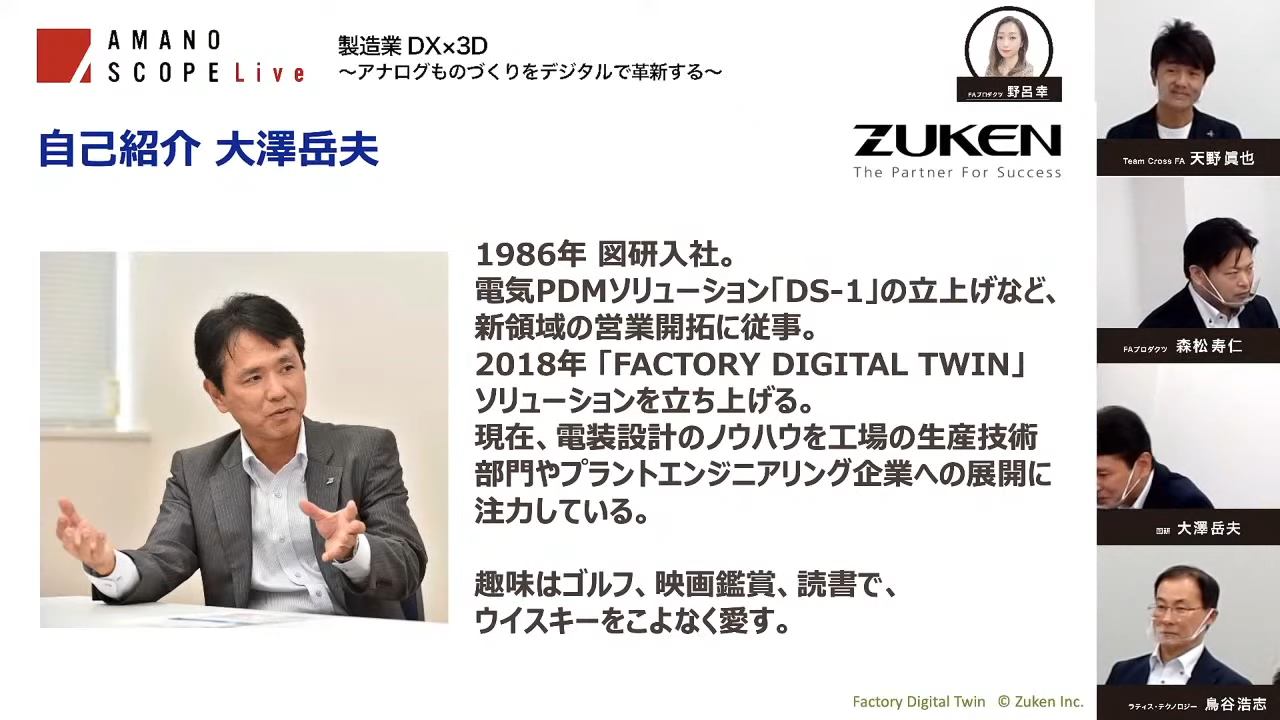 AMANO
SCOPE Live
製造業 DX×3D
～アナログものづくりをデジタルで革新する～
FAプロダクツ 野呂幸
自己紹介 大澤岳夫
ZUKEN
The Partner For Success
1986年 図研入社。
電気PDMソリューション「DS-1」の立上げなど、
新領域の営業開拓に従事。
2018年 「FACTORY DIGITAL TWIN」
ソリューションを立ち上げる。
現在、電装設計のノウハウを工場の生産技術
部門やプラントエンジニアリング企業への展開に
注力している。
趣味はゴルフ、映画鑑賞、読書で、
ウイスキーをこよなく愛す。
Factory Digital Twin © Zuken Inc.
Team Cross FA 天野眞也
FAプロダクツ 森松寿仁
図研 大澤岳夫
ラティス・テクノロジー 鳥谷浩志